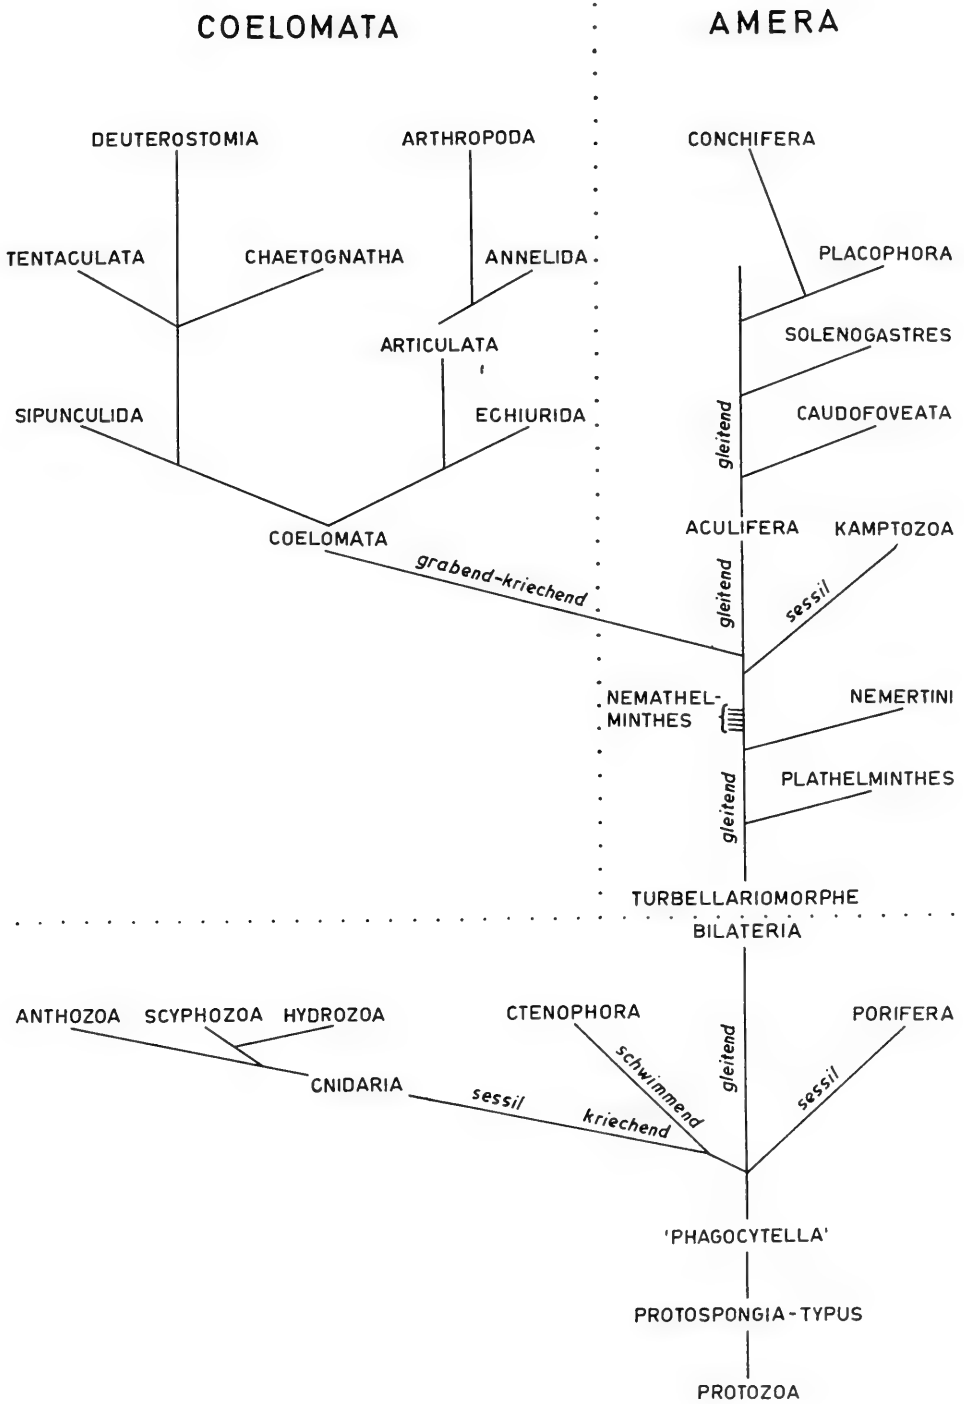 COELOMATA
AMERA
DEUTEROSTOMIA
ARTHROPODA
CONCHIFERA
TENTACULATA
CHAETOGNATHA
ANNELIDA
PLACOPHORA
ARTICULATA
SOLENOGASTRES
SIPUNCULIDA
ECHIURIDA
gleitend
CAUDOFOVEATA
COELOMATA
ACULIFERA
KAMPTOZOA
grabend-kriechend
gleitend
sessil
NEMATHEL-
MINTHES
NEMERTINI
gleitend
PLATHELMINTHES
TURBELLARIOMORPHE
BILATERIA
ANTHOZOA
SCYPHOZOA
HYDROZOA
CTENOPHORA
PORIFERA
CNIDARIA
sessil
kriechend
schwimmend
gleitend
sessil
'PHAGOCYTELLA'
PROTOSPONGIA-TYPUS
PROTOZOA